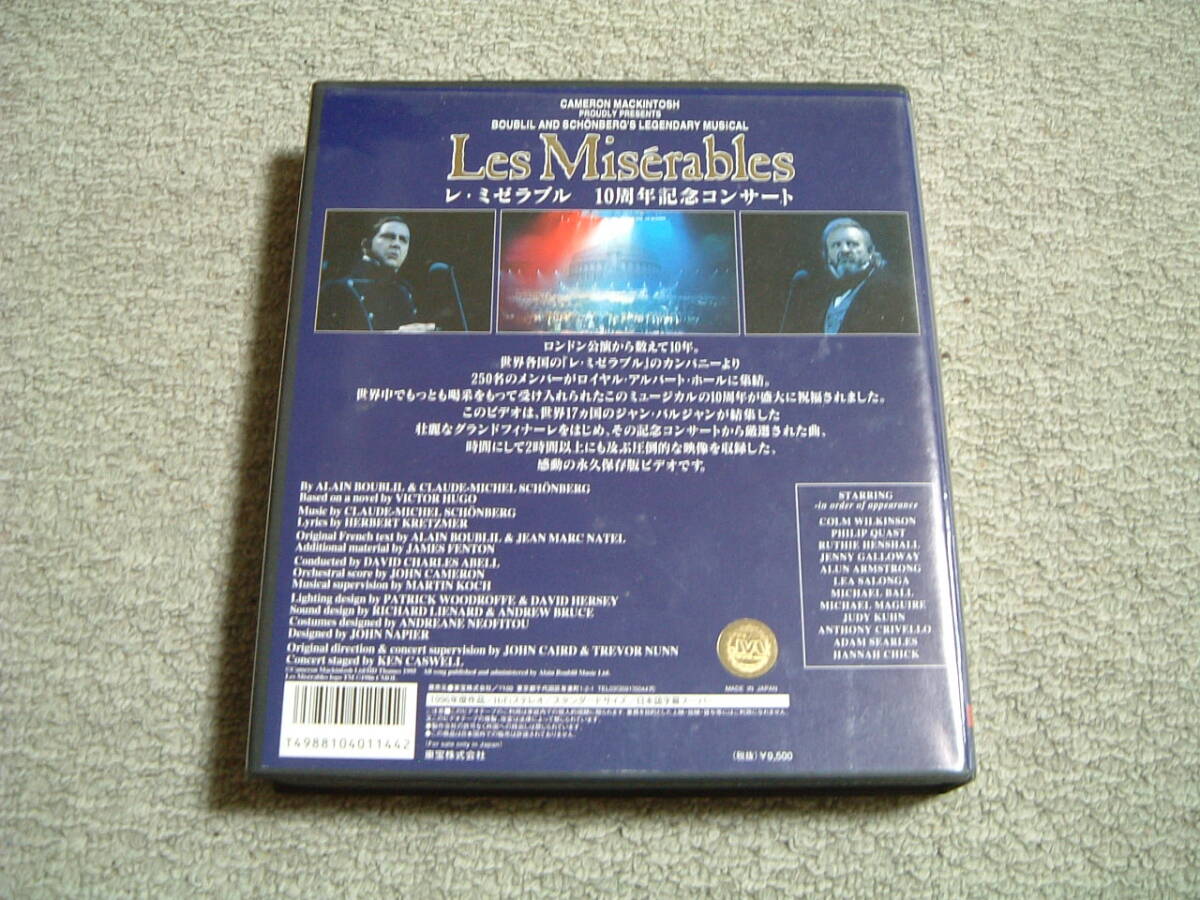 CAMERON MACKINTOSH
PROUDLY PRESENTS
BOUBLIL AND SCHÖNBERG'S LEGENDARY MUSICAL
Les Misérables
レ・ミゼラブル 10周年記念コンサート
ロンドン公演から数えて10年。
世界各国の「レ・ミゼラブル」のカンパニーより
250名のメンバーがロイヤル・アルバート・ホールに集結。
世界中でもっとも喝采をもって受け入れられたこのミュージカルの10周年が盛大に祝福されました。
このビデオは、世界17ヵ国のジャン・バルジャンが結集した
壮麗なグランドフィナーレをはじめ、その記念コンサートから厳選された曲、
時間にして2時間以上にも及ぶ圧倒的な映像を収録した、
感動の永久保存版ビデオです。
By ALAIN BOUBLIL & CLAUDE-MICHEL SCHÖNBERG
Based on a novel by VICTOR HUGO
Music by CLAUDE-MICHEL SCHÖNBERG
Lyrics by HERBERT KRETZMER
Original French text by ALAIN BOUBLIL & JEAN MARC NATEL
Additional material by JAMES FENTON
Conducted by DAVID CHARLES ABELL
Orchestral score by JOHN CAMERON
Musical supervision by MARTIN KOCH
Lighting design by PATRICK WOODROFFE & DAVID HERSEY
Sound design by RICHARD LIENARD & ANDREW BRUCE
Costumes designed by ANDREANE NEOFITOU
Designed by JOHN NAPIER
Original direction & concert supervision by JOHN CAIRD & TREVOR NUNN
Concert staged by KEN CASWELL
STARRING
-in order of appearance
COLM WILKINSON
PHILIP QUAST
RUTHIE HENSHALL
JENNY GALLOWAY
ALUN ARMSTRONG
LEA SALONGA
MICHAEL BALL
MICHAEL MAGUIRE
JUDY KUHN
ANTHONY CRIVELLO
ADAM SEARLES
HANNAH CHICK
All song published and administered by Alain Boublil Music Ltd.
MADE IN JAPAN
(For sale only in Japan)
東宝株式会社
(税抜)¥9,500
T4988104011442